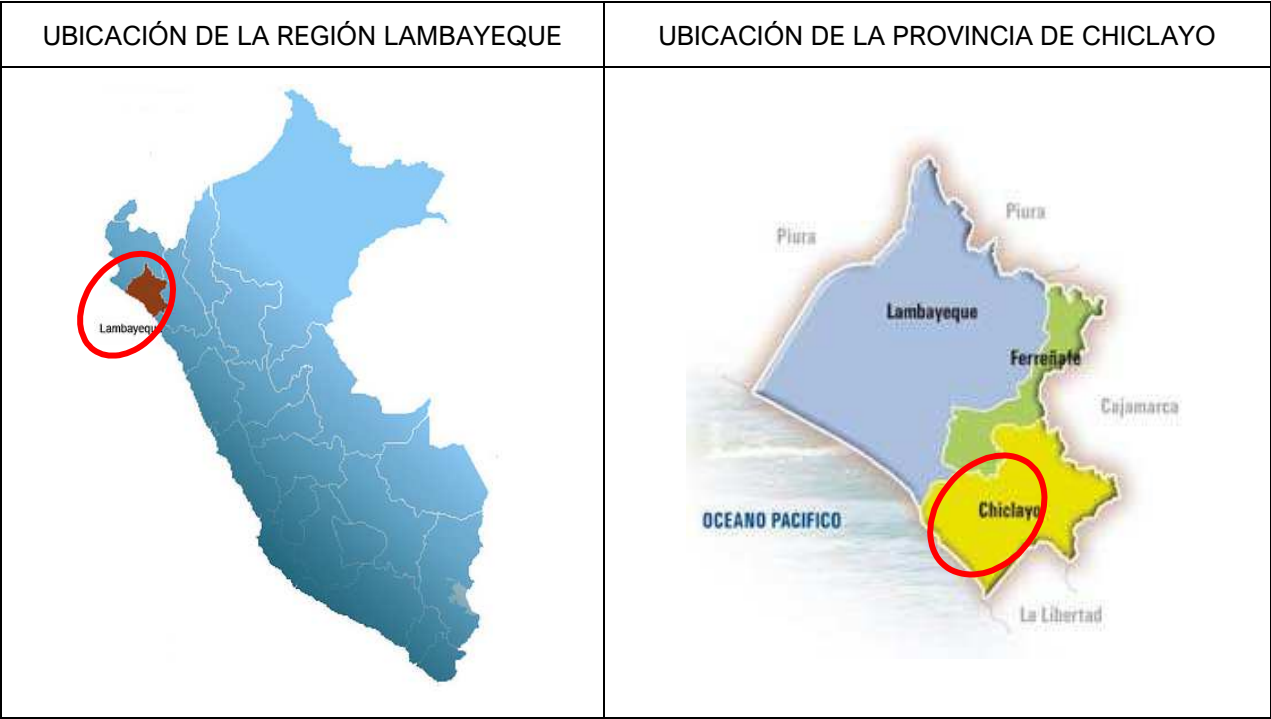 UBICACIÓN DE LA REGIÓN LAMBAYEQUE
UBICACIÓN DE LA PROVINCIA DE CHICLAYO
Lambayeque
Piura
Piura
Lambayeque
Ferreñafe
Cajamarca
Chiclayo
OCEANO PACIFICO
La Libertad